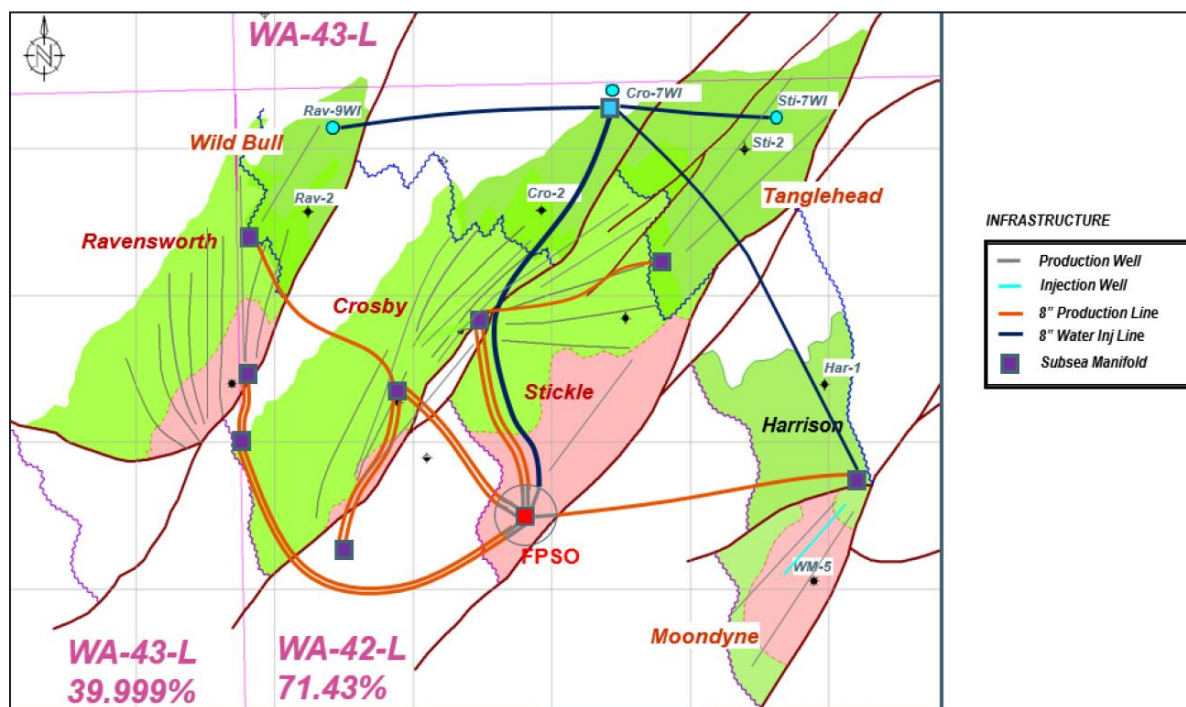 WA-43-L
N
Rav-9WI
Cro-7WI
Sti-7WI
Wild Bull
Sti-2
Rav-2
Cro-2
Tanglehead
Ravensworth
Crosby
Stickle
Har-1
Harrison
FPSO
WM-5
Moondyne
WA-43-L
39.999%
WA-42-L
71.43%
INFRASTRUCTURE
Production Well
Injection Well
8" Production Line
8" Water Inj Line
Subsea Manifold